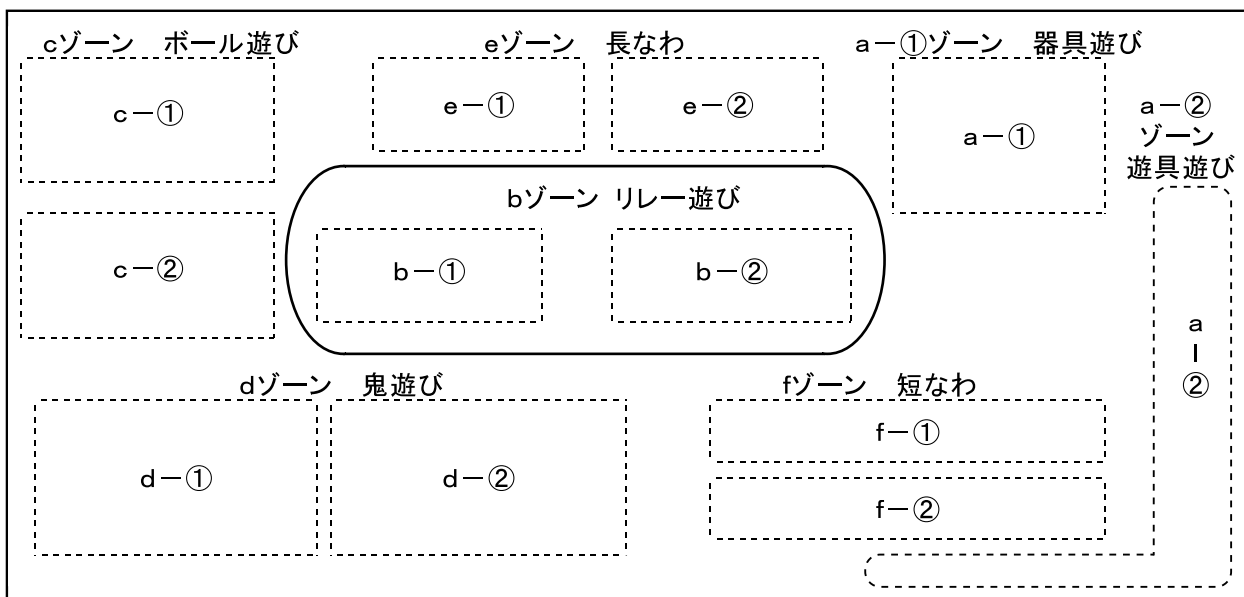 cゾーン　ボール遊び
c－①
c－②
eゾーン　長なわ
e－①
e－②
a－①ゾーン　器具遊び
a－①
a－②
ゾーン
遊具遊び
a－②
bゾーン リレー遊び
b－①
b－②
dゾーン　鬼遊び
d－①
d－②
fゾーン　短なわ
f－①
f－②